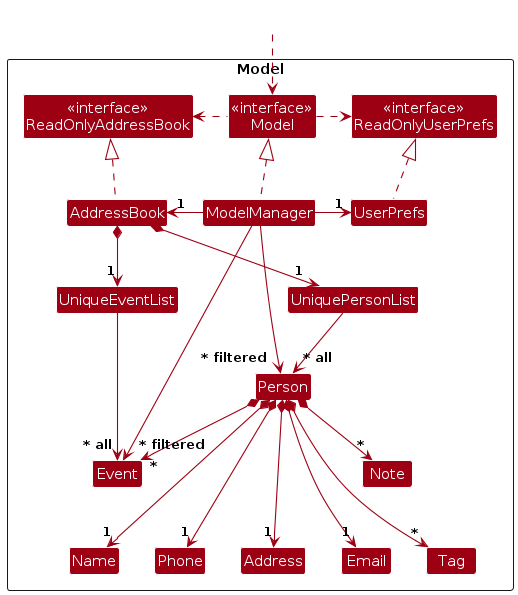 Model
«interface»
ReadOnlyAddressBook
«interface»
Model
«interface»
ReadOnlyUserPrefs
AddressBook
1
ModelManager
1
UserPrefs
1
1
UniqueEventList
UniquePersonList
* filtered
* all
Person
* all
* filtered
*
*
Event
Note
1
1
1
1
*
Name
Phone
Address
Email
Tag